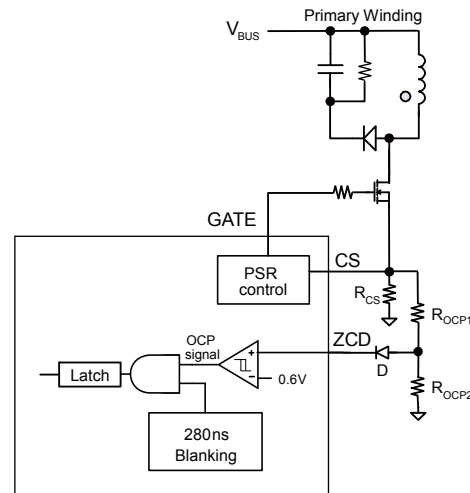 Primary Winding
VBUS
GATE
PSR
control
CS
RCS
ROCP1
OCP
signal
ZCD
+
-
0.6V
D
Latch
ROCP2
280ns
Blanking